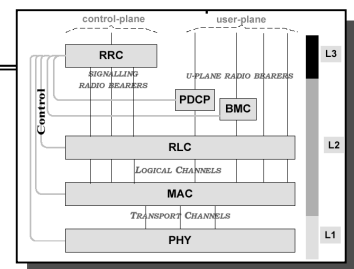 control-plane
user-plane
RRC
L3
SIGNALLING
RADIO BEARERS
U-PLANE RADIO BEARERS
PDCP
BMC
Control
RLC
L2
LOGICAL CHANNELS
MAC
TRANSPORT CHANNELS
PHY
L1